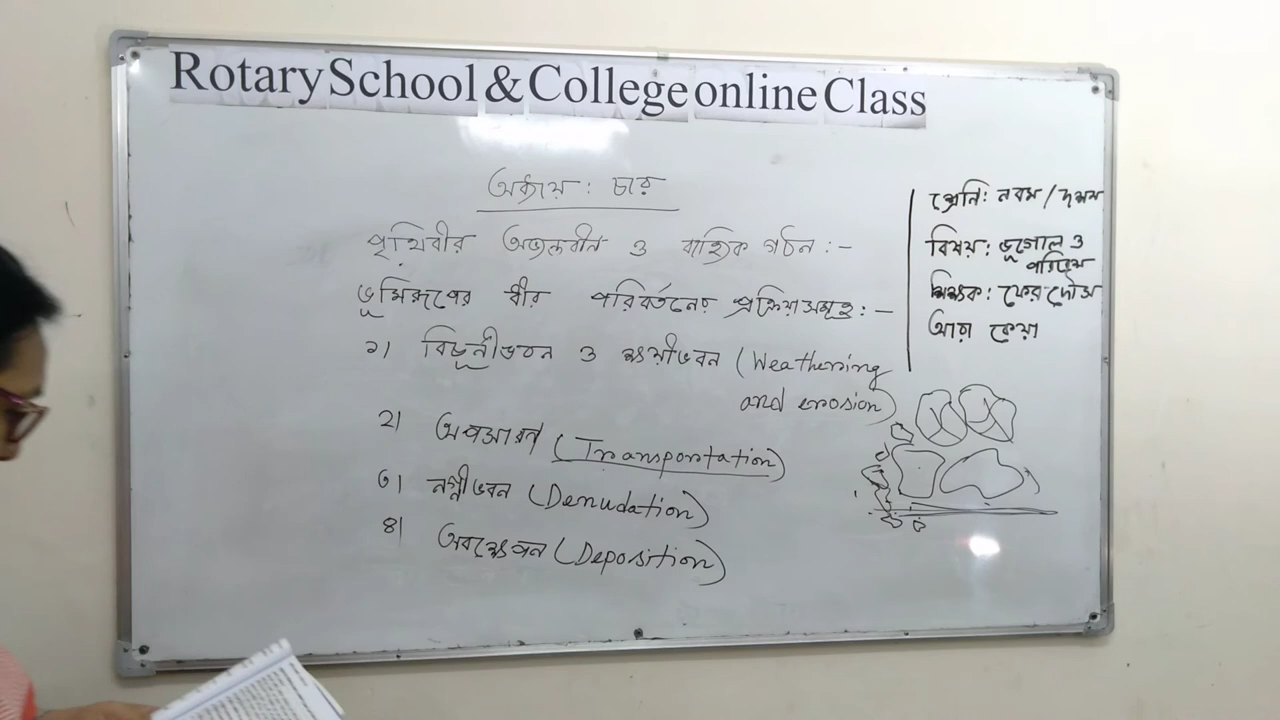 Rotary School & College online Class
অধ্যায়: চার
পৃথিবীর অভ্যন্তরীন ও বাহ্যিক গঠন :-
ভূমিরূপের ধীর পরিবর্তনের প্রক্রিয়াসমূহ :-
১) বিচূর্নীভবন ও ক্ষয়ীভবন (Weathering
and erosion)
২) অপসারণ (Transportation)
৩) নগ্নীভবন (Denudation)
৪) অবক্ষেপন (Deposition)
শ্রেনি: নবম / দশম
বিষয়: ভূগোল ও
পরিবেশ
শিক্ষক: ফেরদৌস
আরা কেয়া